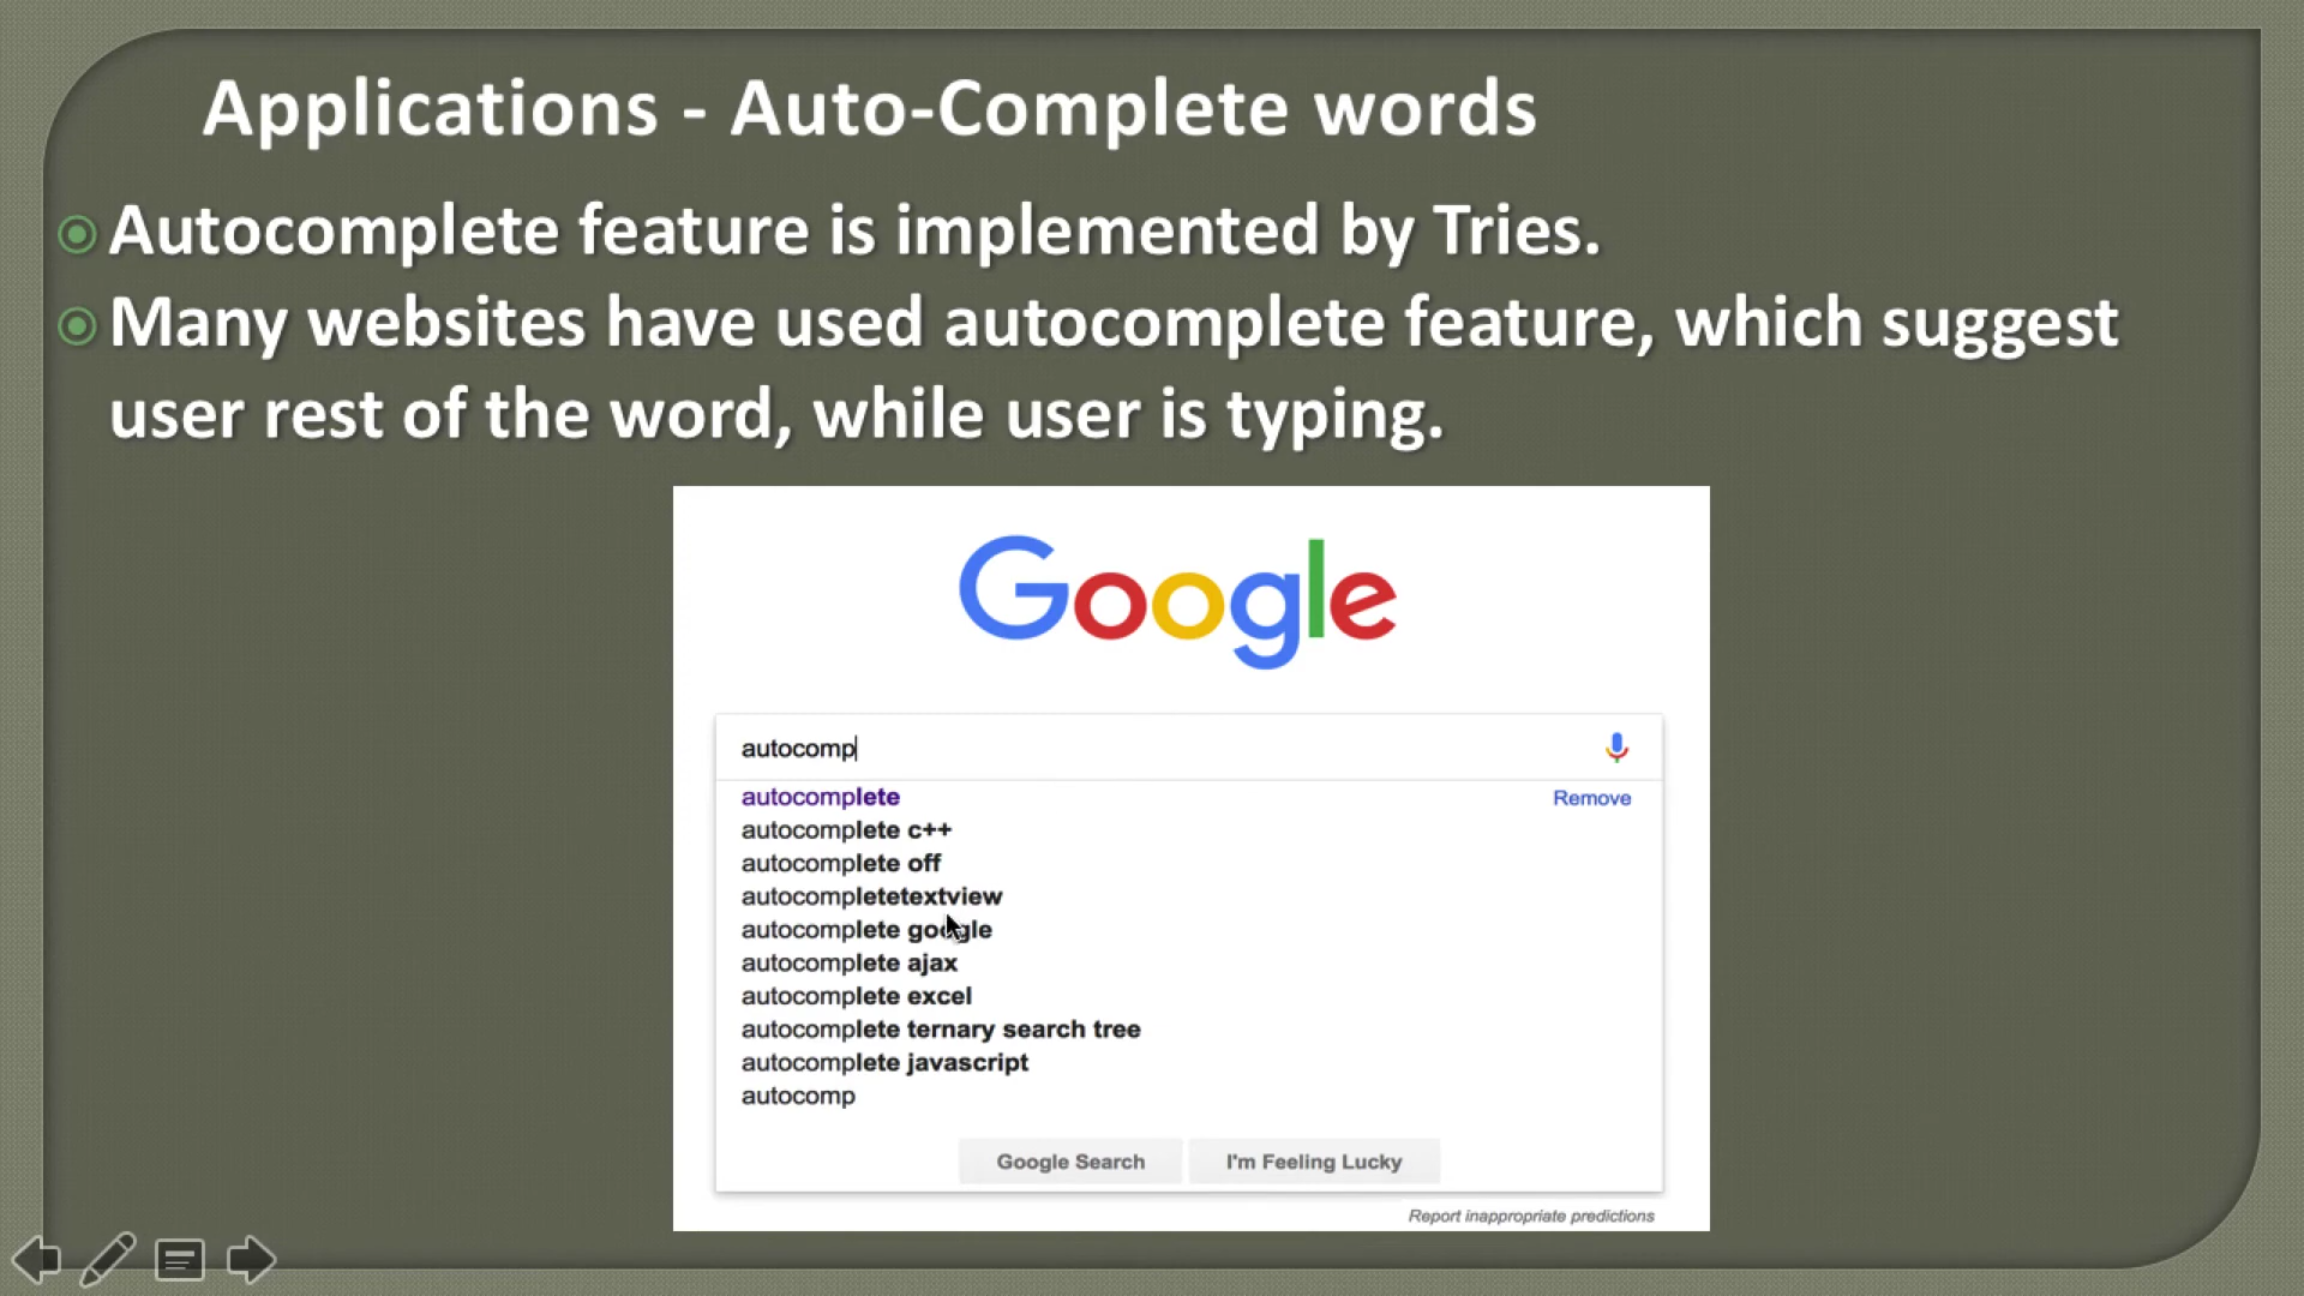 Applications - Auto-Complete words
Autocomplete feature is implemented by Tries.
Many websites have used autocomplete feature, which suggest
user rest of the word, while user is typing.
Google
autocomp
autocomplete Remove
autocomplete c++
autocomplete off
autocompletetextview
autocomplete google
autocomplete ajax
autocomplete excel
autocomplete ternary search tree
autocomplete javascript
autocomp
Google Search I'm Feeling Lucky
Report inappropriate predictions